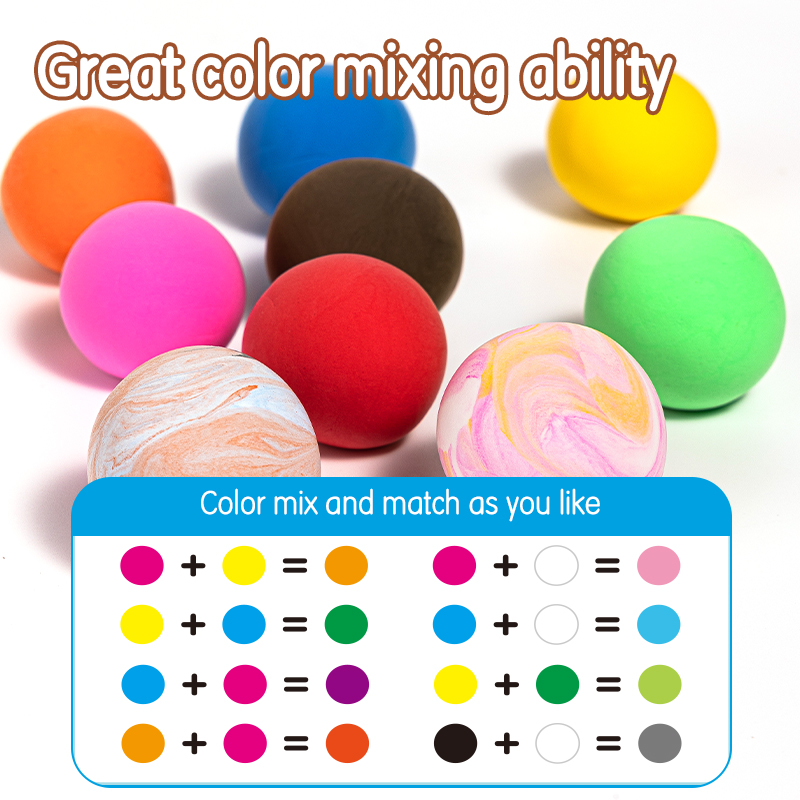 Great color mixing ability
Color mix and match as you like
+ = + =
+ = + =
+ = + =
+ = + =